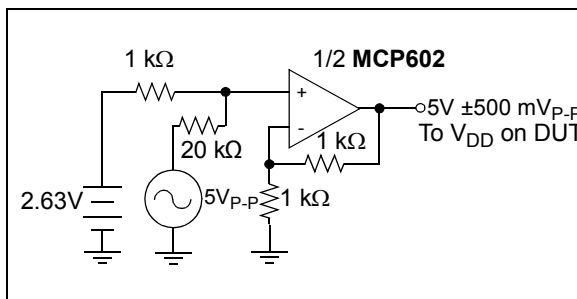 1/2 MCP602
1 kΩ
+
-
20 kΩ
1 kΩ
5V ±500 mVP-P
To VDD on DUT
2.63V
5VP-P
1 kΩ